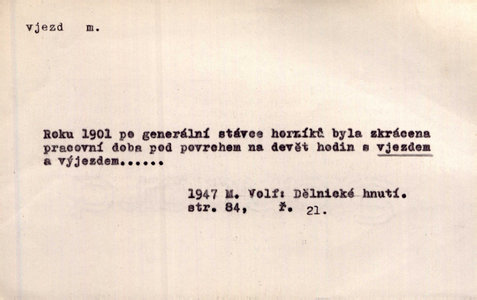 vjezd m.
Roku 1901 po generální stávce horníků byla zkrácena
pracovní doba pod povrchem na devět hodin s vjezdem
a výjezdem......
1947 M. Volf: Dělnické hnutí.
str. 84, ř. 21.